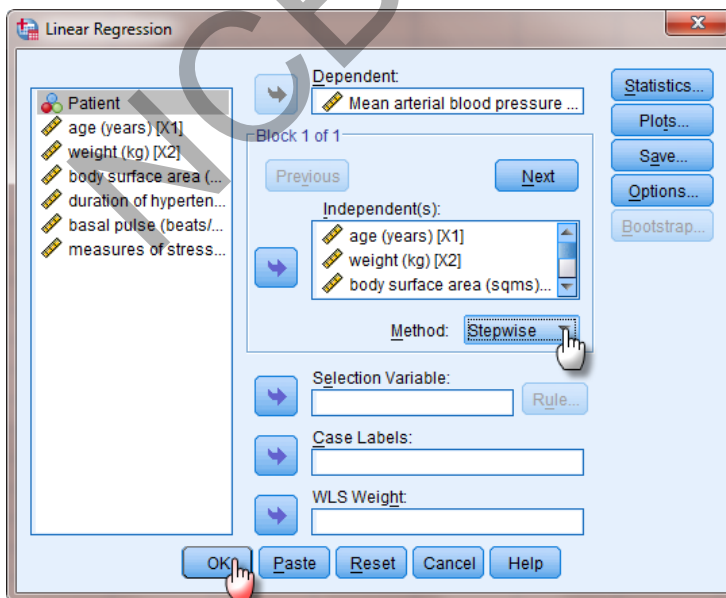 Linear Regression
Patient
age (years) [X1]
weight (kg) [X2]
body surface area (...
duration of hyperten...
basal pulse (beats/...
measures of stress...
Dependent:
Mean arterial blood pressure ...
Block 1 of 1
Previous
Next
Independent(s):
age (years) [X1]
weight (kg) [X2]
body surface area (sqms)...
Method: Stepwise
Selection Variable:
Rule...
Case Labels:
WLS Weight:
Statistics...
Plots...
Save...
Options...
Bootstrap...
OK Paste Reset Cancel Help